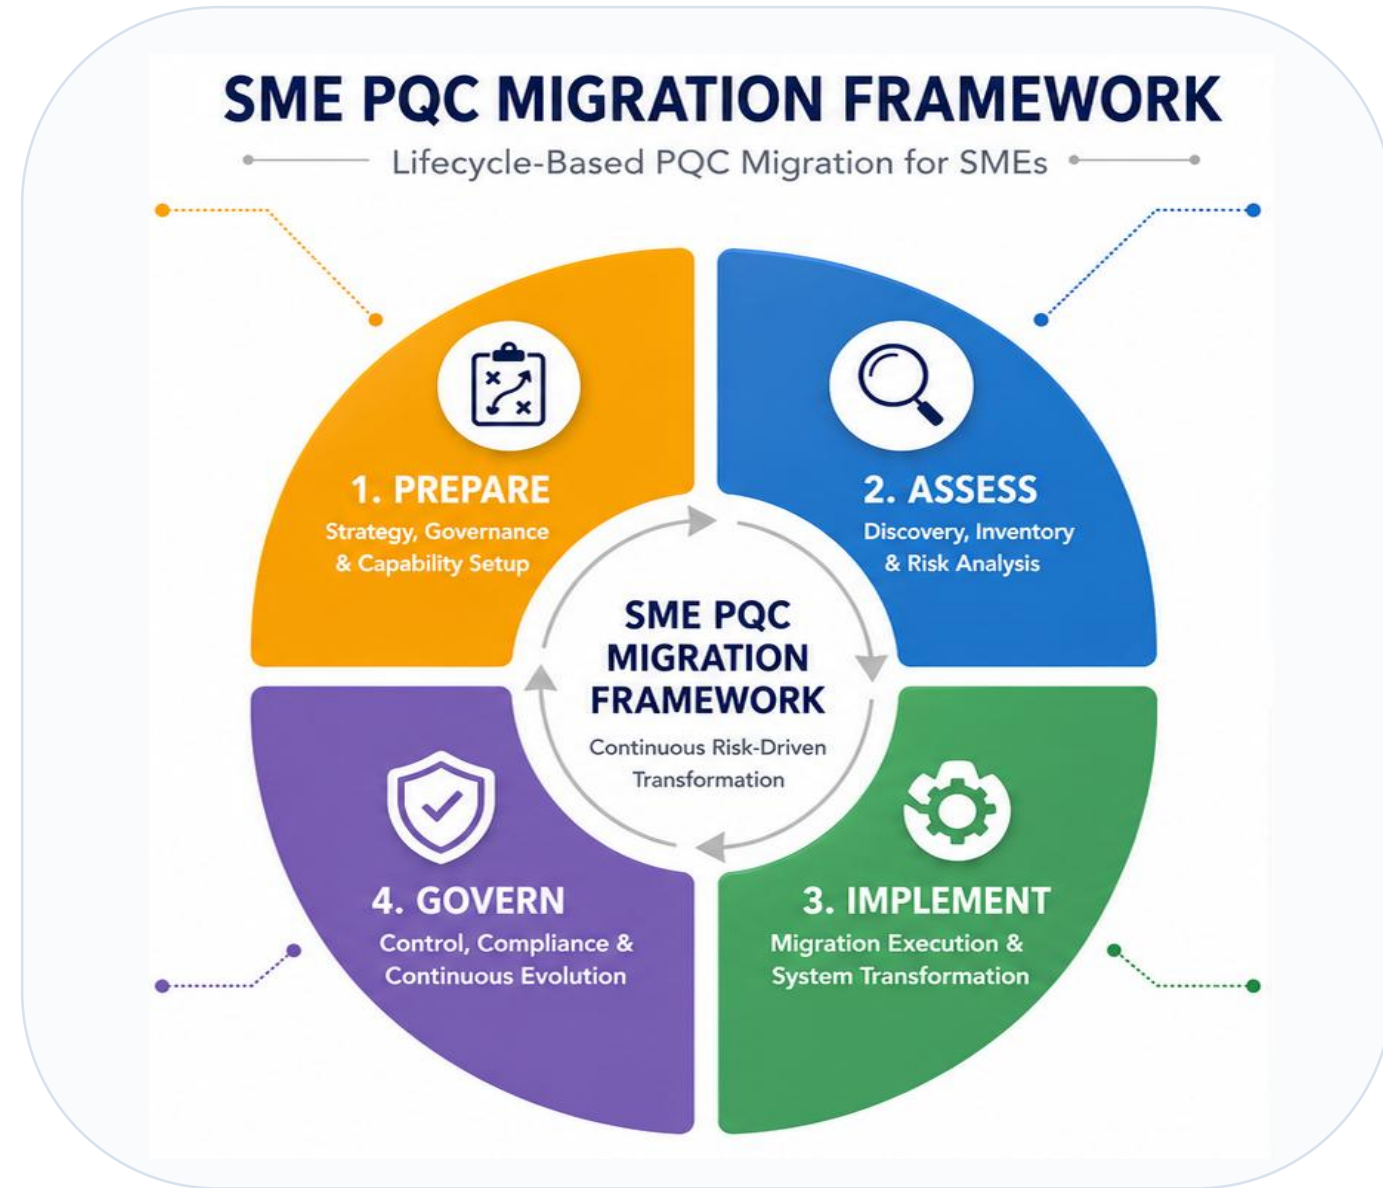 SME PQC MIGRATION FRAMEWORK
Lifecycle-Based PQC Migration for SMEs
1. PREPARE
Strategy, Governance
& Capability Setup
2. ASSESS
Discovery, Inventory
& Risk Analysis
SME PQC
MIGRATION
FRAMEWORK
Continuous Risk-Driven
Transformation
3. IMPLEMENT
Migration Execution &
System Transformation
4. GOVERN
Control, Compliance &
Continuous Evolution